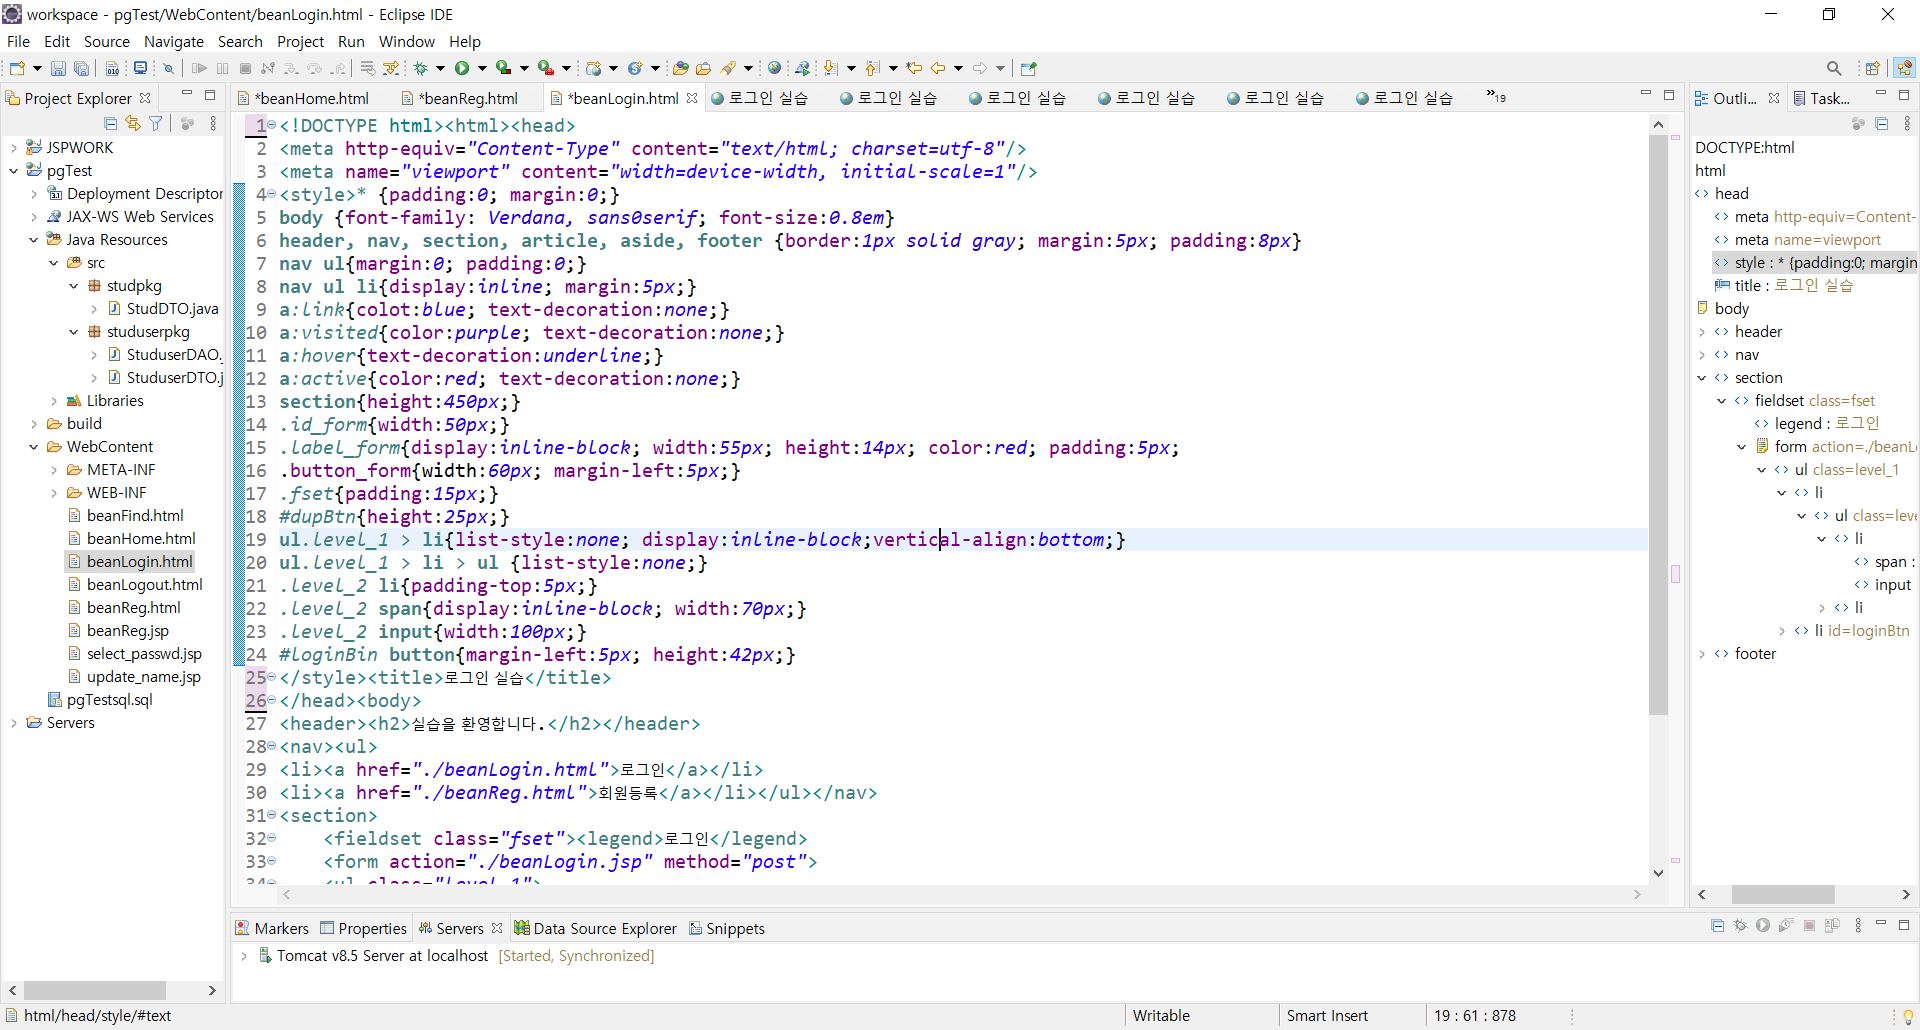 workspace - pgTest/WebContent/beanLogin.html - Eclipse IDE
File Edit Source Navigate Search Project Run Window Help
Project Explorer
JSPWORK
pgTest
Deployment Descriptor
JAX-WS Web Services
Java Resources
src
studpkg
StudDTO.java
studuserpkg
StuduserDAO.
StuduserDTO.j
Libraries
build
WebContent
META-INF
WEB-INF
beanFind.html
beanHome.html
beanLogin.html
beanLogout.html
beanReg.html
beanReg.jsp
select_passwd.jsp
update_name.jsp
pgTestsql.sql
Servers
*beanHome.html *beanReg.html *beanLogin.html 로그인 실습 로그인 실습 로그인 실습 로그인 실습 로그인 실습 로그인 실습 »19
1 <!DOCTYPE html><html><head>
2 <meta http-equiv="Content-Type" content="text/html; charset=utf-8"/>
3 <meta name="viewport" content="width=device-width, initial-scale=1"/>
4 <style>* {padding:0; margin:0;}
5 body {font-family: Verdana, sans0serif; font-size:0.8em}
6 header, nav, section, article, aside, footer {border:1px solid gray; margin:5px; padding:8px}
7 nav ul{margin:0; padding:0;}
8 nav ul li{display:inline; margin:5px;}
9 a:link{colot:blue; text-decoration:none;}
10 a:visited{color:purple; text-decoration:none;}
11 a:hover{text-decoration:underline;}
12 a:active{color:red; text-decoration:none;}
13 section{height:450px;}
14 .id_form{width:50px;}
15 .label_form{display:inline-block; width:55px; height:14px; color:red; padding:5px;
16 .button_form{width:60px; margin-left:5px;}
17 .fset{padding:15px;}
18 #dupBtn{height:25px;}
19 ul.level_1 > li{list-style:none; display:inline-block;vertical-align:bottom;}
20 ul.level_1 > li > ul {list-style:none;}
21 .level_2 li{padding-top:5px;}
22 .level_2 span{display:inline-block; width:70px;}
23 .level_2 input{width:100px;}
24 #loginBin button{margin-left:5px; height:42px;}
25 </style><title>로그인 실습</title>
26 </head><body>
27 <header><h2>실습을 환영합니다.</h2></header>
28 <nav><ul>
29 <li><a href="./beanLogin.html">로그인</a></li>
30 <li><a href="./beanReg.html">회원등록</a></li></ul></nav>
31 <section>
32 <fieldset class="fset"><legend>로그인</legend>
33 <form action="./beanLogin.jsp" method="post">
34 <ul class="level_1">
Outli... Task...
DOCTYPE:html
html
head
meta http-equiv=Content-
meta name=viewport
style : * {padding:0; margin
title : 로그인 실습
body
header
nav
section
fieldset class=fset
legend : 로그인
form action=./beanL
ul class=level_1
li
ul class=leve
li
span :
input
li
li id=loginBtn
footer
Markers Properties Servers Data Source Explorer Snippets
Tomcat v8.5 Server at localhost [Started, Synchronized]
html/head/style/#text Writable Smart Insert 19 : 61 : 878